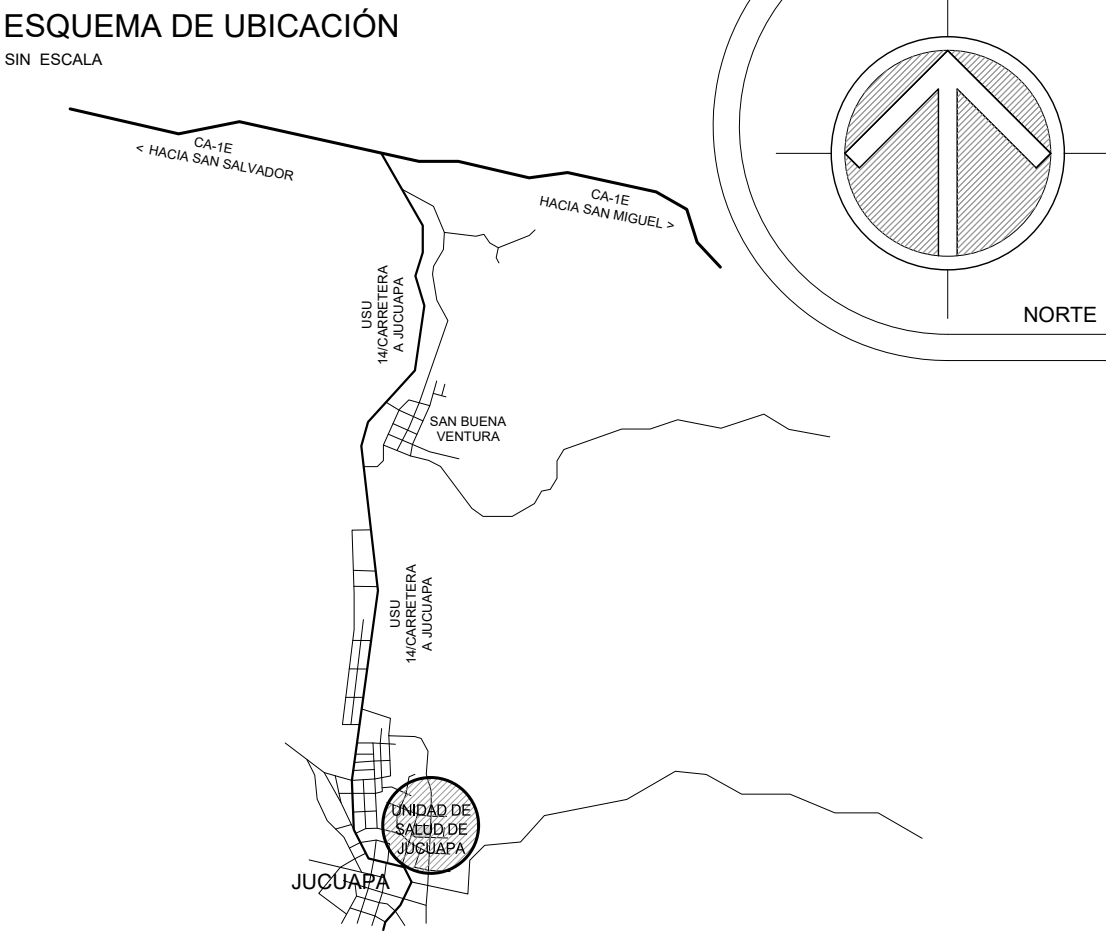 ESQUEMA DE UBICACIÓN
SIN ESCALA
CA-1E
< HACIA SAN SALVADOR
CA-1E
HACIA SAN MIGUEL >
NORTE
USU
14/CARRETERA
A JUCUAPA
SAN BUENA
VENTURA
USU
14/CARRETERA
A JUCUAPA
UNIDAD DE
SALUD DE
JUCUAPA
JUCUAPA